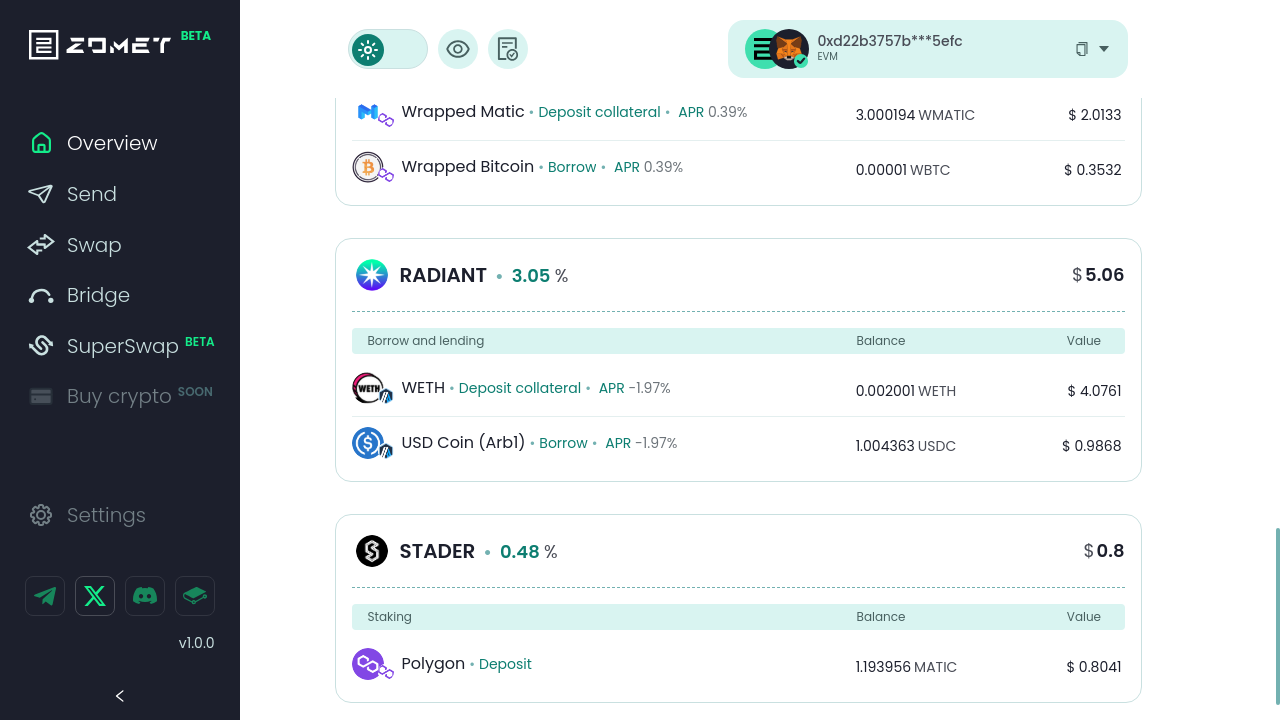 ZOMET BETA
Overview
Send
Swap
Bridge
SuperSwap BETA
Buy crypto SOON
Settings
v1.0.0
0xd22b3757b***5efc
EVM
Wrapped Matic • Deposit collateral • APR 0.39% 3.000194 WMATIC $ 2.0133
Wrapped Bitcoin • Borrow • APR 0.39% 0.00001 WBTC $ 0.3532
RADIANT • 3.05 % $5.06
Borrow and lending Balance Value
WETH
WETH • Deposit collateral • APR -1.97% 0.002001 WETH $ 4.0761
USD Coin (Arb1) • Borrow • APR -1.97% 1.004363 USDC $ 0.9868
STADER • 0.48 % $0.8
Staking Balance Value
Polygon • Deposit 1.193956 MATIC $ 0.8041